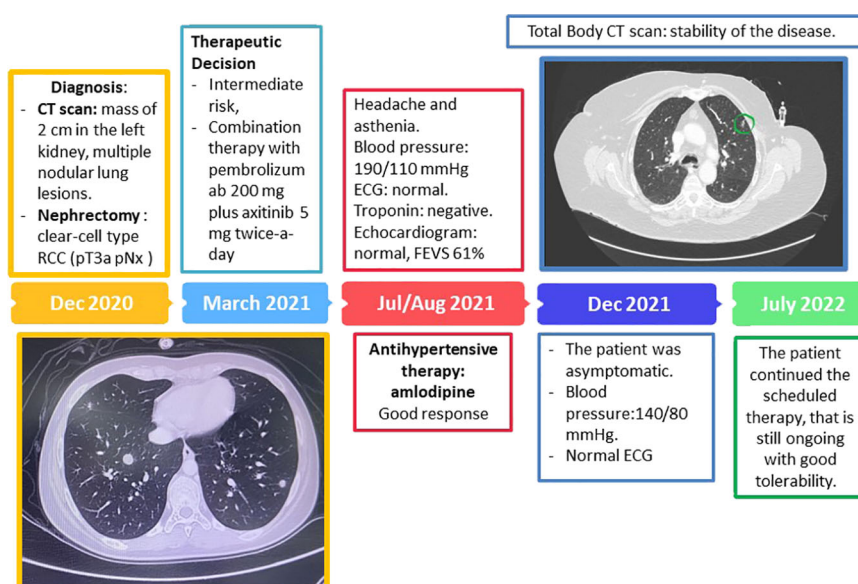 Diagnosis:
- CT scan: mass of
2 cm in the left
kidney, multiple
nodular lung
lesions.
- Nephrectomy :
clear-cell type
RCC (pT3a pNx )
Therapeutic
Decision
- Intermediate
risk,
- Combination
therapy with
pembrolizum
ab 200 mg
plus axitinib 5
mg twice-a-
day
Headache and
asthenia.
Blood pressure:
190/110 mmHg
ECG: normal.
Troponin: negative.
Echocardiogram:
normal, FEVS 61%
Total Body CT scan: stability of the disease.
Dec 2020
March 2021
Jul/Aug 2021
Dec 2021
July 2022
Antihypertensive
therapy:
amlodipine
Good response
- The patient was
asymptomatic.
- Blood
pressure:140/80
mmHg.
- Normal ECG
The patient
continued the
scheduled
therapy, that is
still ongoing
with good
tolerability.